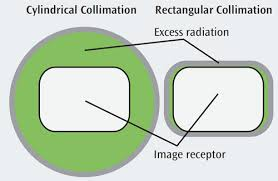 Cylindrical Collimation
Rectangular Collimation
Excess radiation
Image receptor